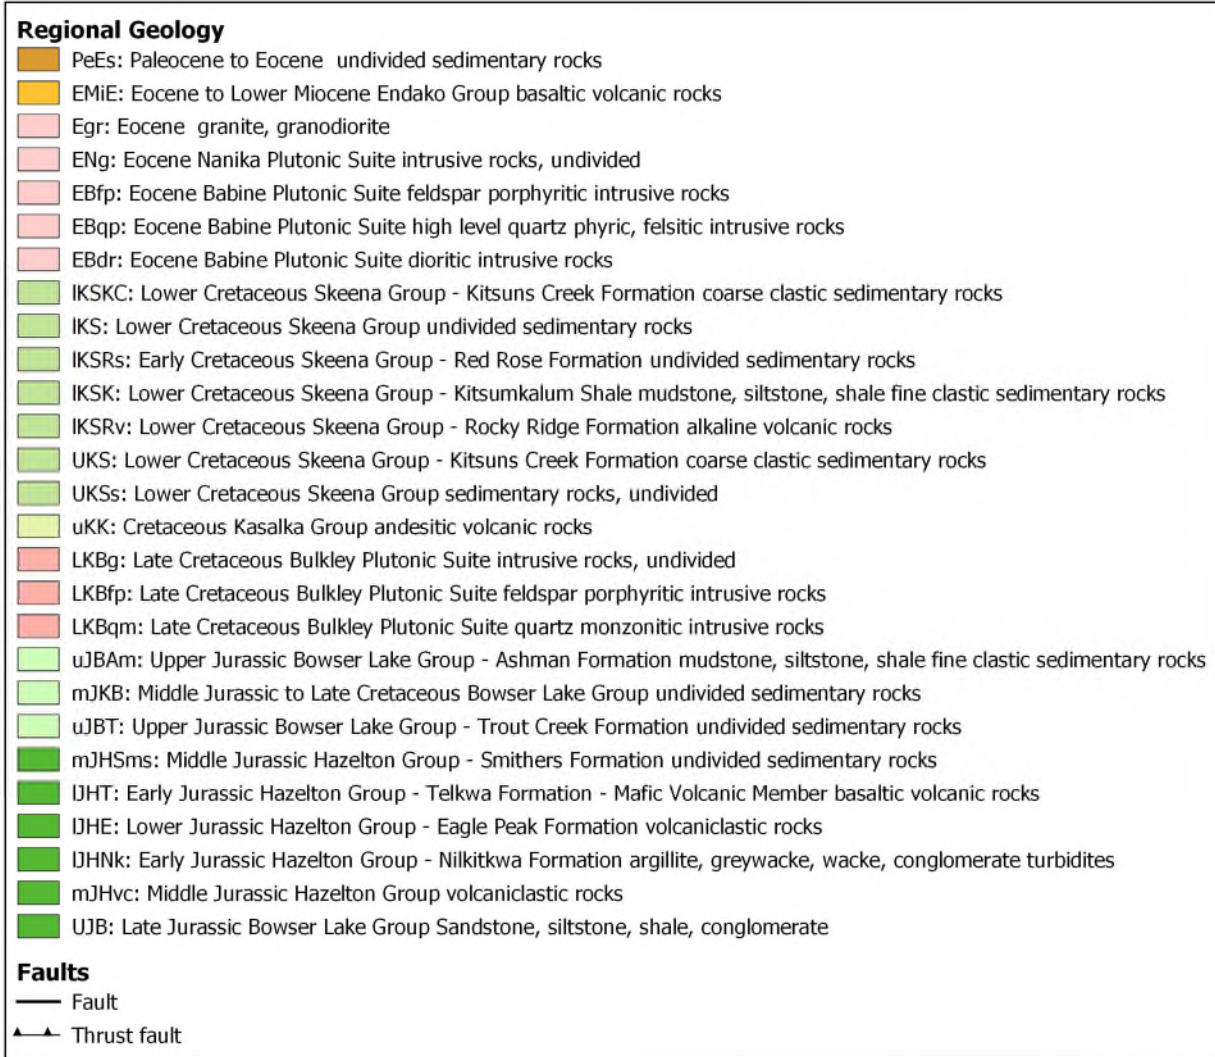 Regional Geology
PeEs: Paleocene to Eocene undivided sedimentary rocks
EMiE: Eocene to Lower Miocene Endako Group basaltic volcanic rocks
Egr: Eocene granite, granodiorite
ENg: Eocene Nanika Plutonic Suite intrusive rocks, undivided
EBfp: Eocene Babine Plutonic Suite feldspar porphyritic intrusive rocks
EBqp: Eocene Babine Plutonic Suite high level quartz phyric, felsitic intrusive rocks
EBdr: Eocene Babine Plutonic Suite dioritic intrusive rocks
lKSKC: Lower Cretaceous Skeena Group - Kitsuns Creek Formation coarse clastic sedimentary rocks
lKS: Lower Cretaceous Skeena Group undivided sedimentary rocks
lKSRs: Early Cretaceous Skeena Group - Red Rose Formation undivided sedimentary rocks
lKSK: Lower Cretaceous Skeena Group - Kitsumkalum Shale mudstone, siltstone, shale fine clastic sedimentary rocks
lKSRv: Lower Cretaceous Skeena Group - Rocky Ridge Formation alkaline volcanic rocks
UKS: Lower Cretaceous Skeena Group - Kitsuns Creek Formation coarse clastic sedimentary rocks
UKSs: Lower Cretaceous Skeena Group sedimentary rocks, undivided
uKK: Cretaceous Kasalka Group andesitic volcanic rocks
LKBg: Late Cretaceous Bulkley Plutonic Suite intrusive rocks, undivided
LKBfp: Late Cretaceous Bulkley Plutonic Suite feldspar porphyritic intrusive rocks
LKBqm: Late Cretaceous Bulkley Plutonic Suite quartz monzonitic intrusive rocks
uJBAm: Upper Jurassic Bowser Lake Group - Ashman Formation mudstone, siltstone, shale fine clastic sedimentary rocks
mJKB: Middle Jurassic to Late Cretaceous Bowser Lake Group undivided sedimentary rocks
uJBT: Upper Jurassic Bowser Lake Group - Trout Creek Formation undivided sedimentary rocks
mJHSms: Middle Jurassic Hazelton Group - Smithers Formation undivided sedimentary rocks
lJHT: Early Jurassic Hazelton Group - Telkwa Formation - Mafic Volcanic Member basaltic volcanic rocks
lJHE: Lower Jurassic Hazelton Group - Eagle Peak Formation volcaniclastic rocks
lJHNk: Early Jurassic Hazelton Group - Nilkitkwa Formation argillite, greywacke, wacke, conglomerate turbidites
mJHvc: Middle Jurassic Hazelton Group volcaniclastic rocks
UJB: Late Jurassic Bowser Lake Group Sandstone, siltstone, shale, conglomerate
Faults
Fault
Thrust fault